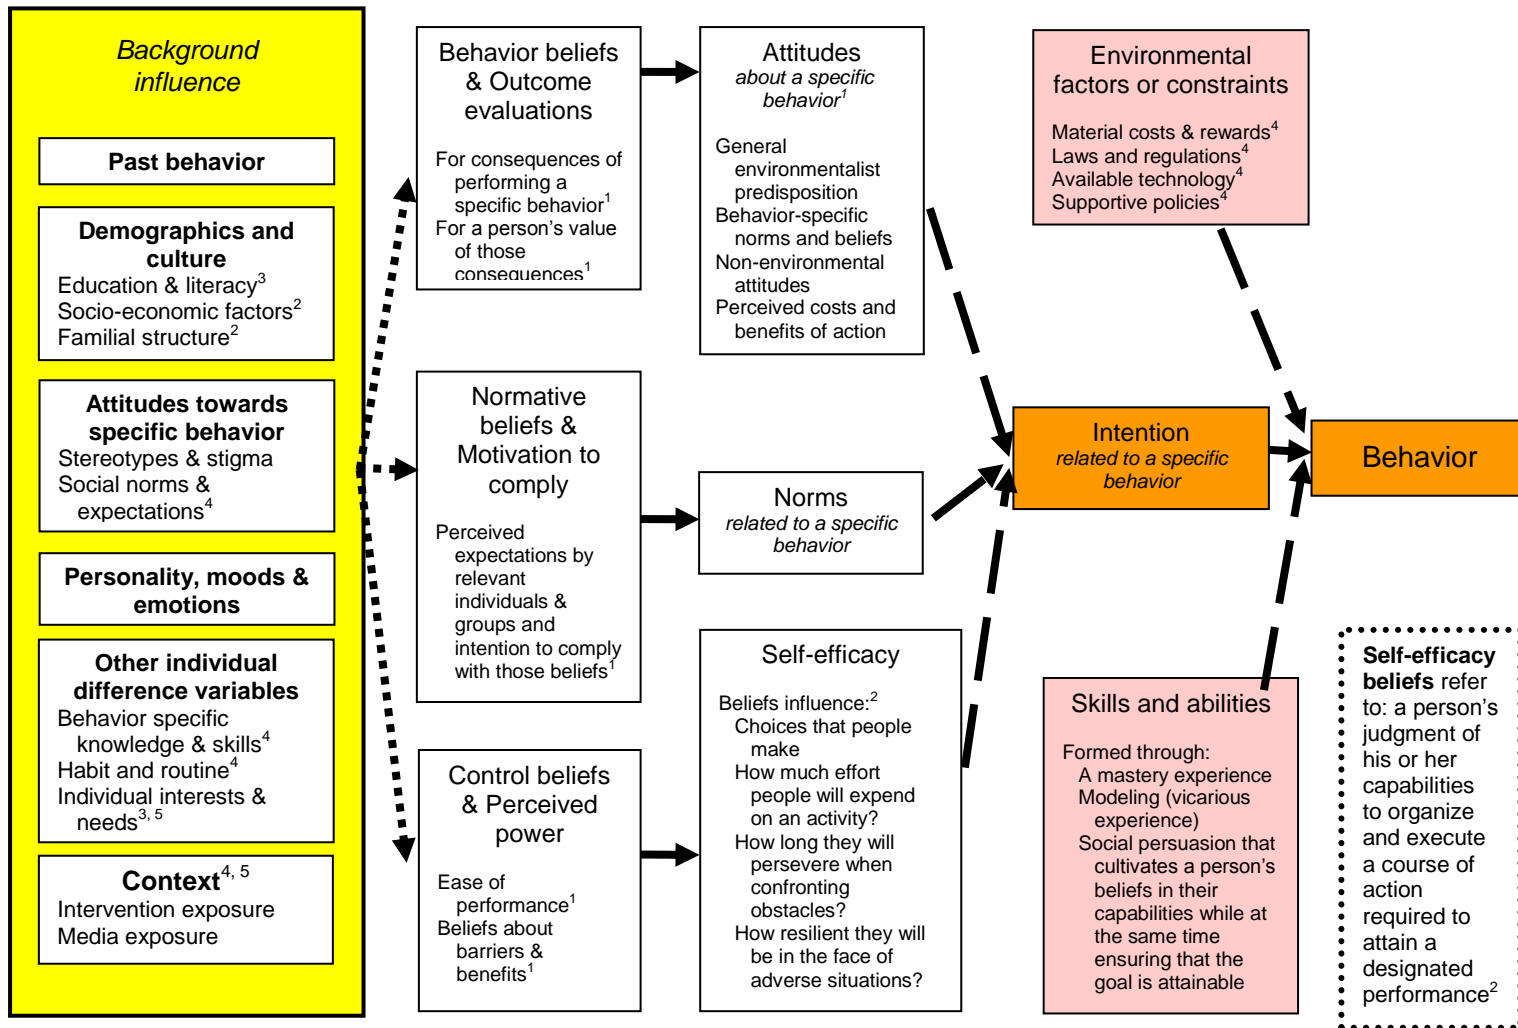 Background
influence
Past behavior
Demographics and
culture
Education & literacy3
Socio-economic factors2
Familial structure2
Attitudes towards
specific behavior
Stereotypes & stigma
Social norms &
expectations4
Personality, moods &
emotions
Other individual
difference variables
Behavior specific
knowledge & skills4
Habit and routine4
Individual interests &
needs3, 5
Context4, 5
Intervention exposure
Media exposure
Behavior beliefs
& Outcome
evaluations
For consequences of
performing a
specific behavior1
For a person's value
of those
consequences1
Normative
beliefs &
Motivation to
comply
Perceived
expectations by
relevant
individuals &
groups and
intention to comply
with those beliefs1
Control beliefs
& Perceived
power
Ease of
performance1
Beliefs about
barriers &
benefits1
Attitudes
about a specific
behavior1
General
environmentalist
predisposition
Behavior-specific
norms and beliefs
Non-environmental
attitudes
Perceived costs and
benefits of action
Norms
related to a specific
behavior
Self-efficacy
Beliefs influence:2
Choices that people
make
How much effort
people will expend
on an activity?
How long they will
persevere when
confronting
obstacles?
How resilient they will
be in the face of
adverse situations?
Environmental
factors or constraints
Material costs & rewards4
Laws and regulations4
Available technology4
Supportive policies4
Intention
related to a specific
behavior
Behavior
Skills and abilities
Formed through:
A mastery experience
Modeling (vicarious
experience)
Social persuasion that
cultivates a person's
beliefs in their
capabilities while at
the same time
ensuring that the
goal is attainable
Self-efficacy
beliefs refer
to: a person's
judgment of
his or her
capabilities
to organize
and execute
a course of
action
required to
attain a
designated
performance2